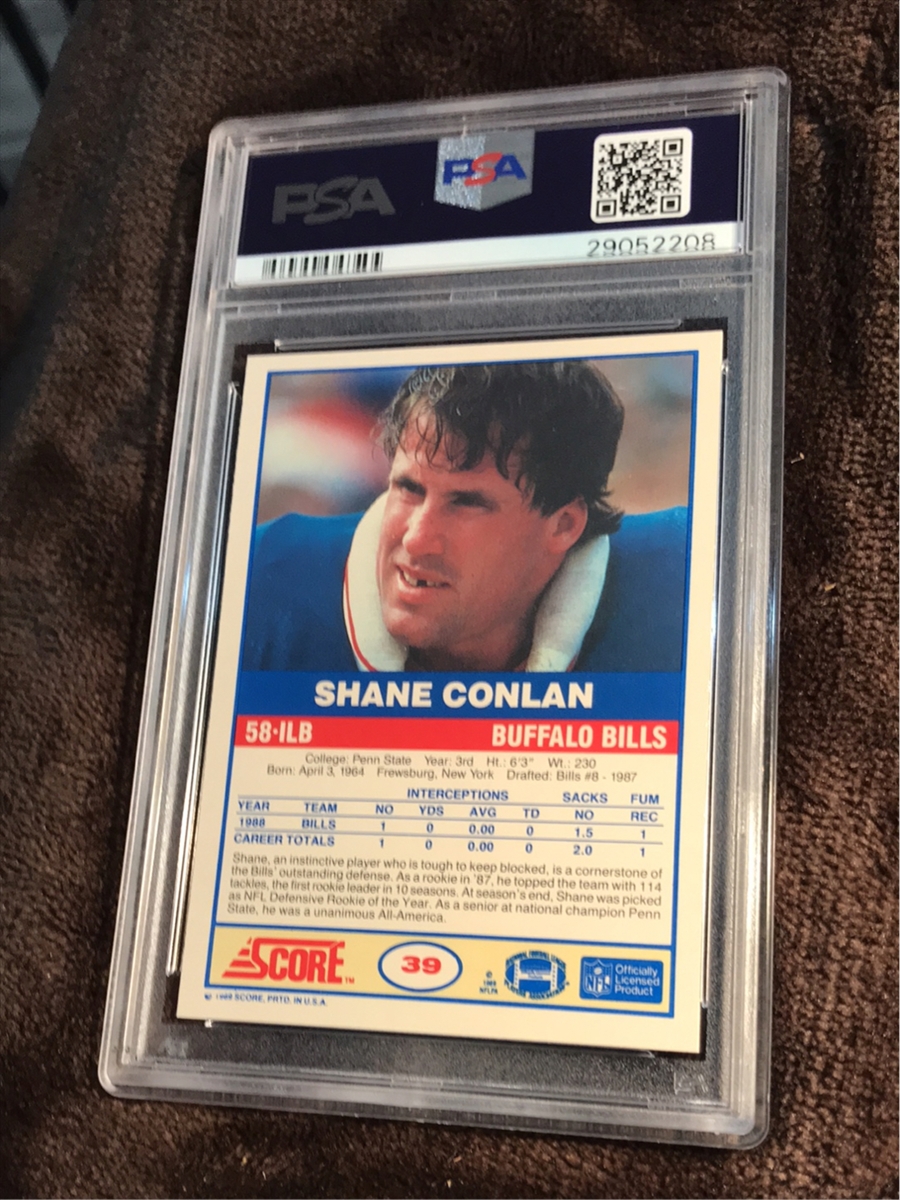 PSA PSA
29052208
SHANE CONLAN
58·ILB BUFFALO BILLS
College: Penn State Year: 3rd Ht.: 6'3" Wt.: 230
Born: April 3, 1964 Frewsburg, New York Drafted: Bills #8 - 1987
INTERCEPTIONS SACKS FUM
YEAR TEAM NO YDS AVG TD NO REC
1988 BILLS 1 0 0.00 0 1.5 1
CAREER TOTALS 1 0 0.00 0 2.0 1
Shane, an instinctive player who is tough to keep blocked, is a cornerstone of
the Bills' outstanding defense. As a rookie in '87, he topped the team with 114
tackles, the first rookie leader in 10 seasons. At season's end, Shane was picked
as NFL Defensive Rookie of the Year. As a senior at national champion Penn
State, he was a unanimous All-America.
SCORE™ 39
© 1989 NFLPA
NFL
Officially
Licensed
Product
© 1989 SCORE, PRTD. IN U.S.A.